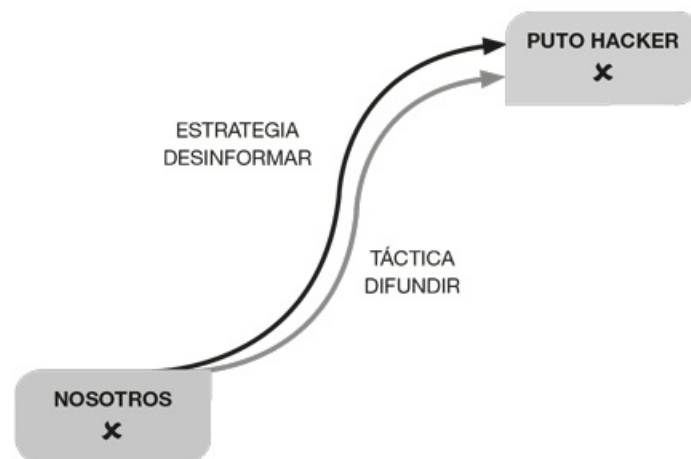 PUTO HACKER
✘
ESTRATEGIA
DESINFORMAR
TÁCTICA
DIFUNDIR
NOSOTROS
✘